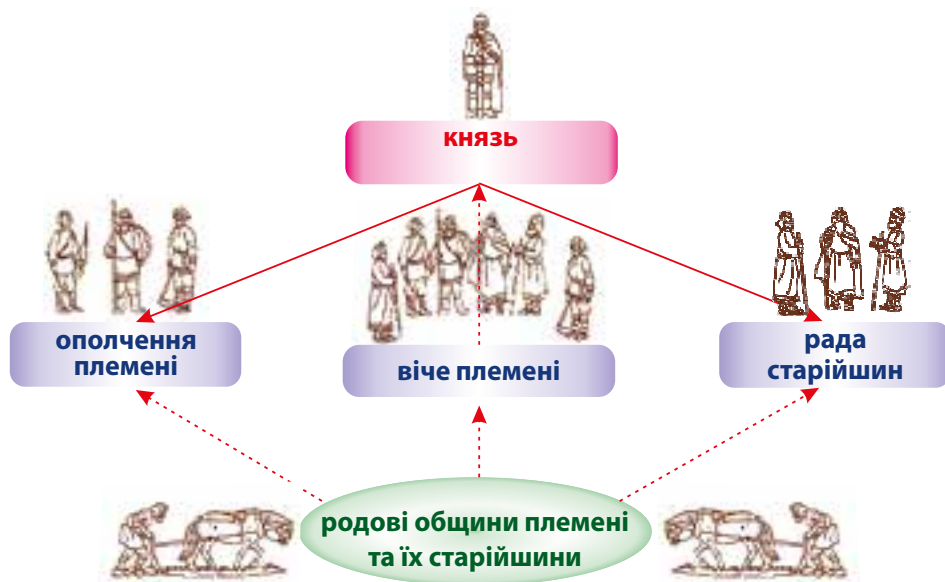 князь
ополчення
племені
віче племені
рада
старійшин
родові общини племені
та їх старійшини